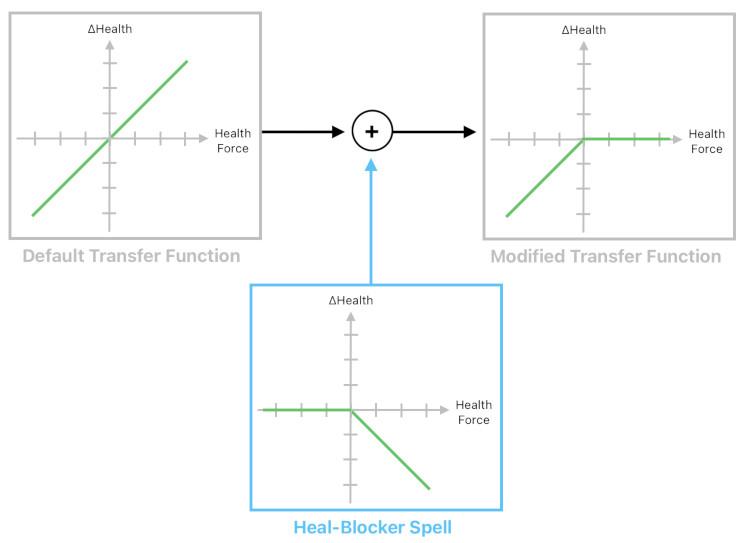 ΔHealth
Health
Force
Default Transfer Function
+
ΔHealth
Health
Force
Modified Transfer Function
ΔHealth
Health
Force
Heal-Blocker Spell